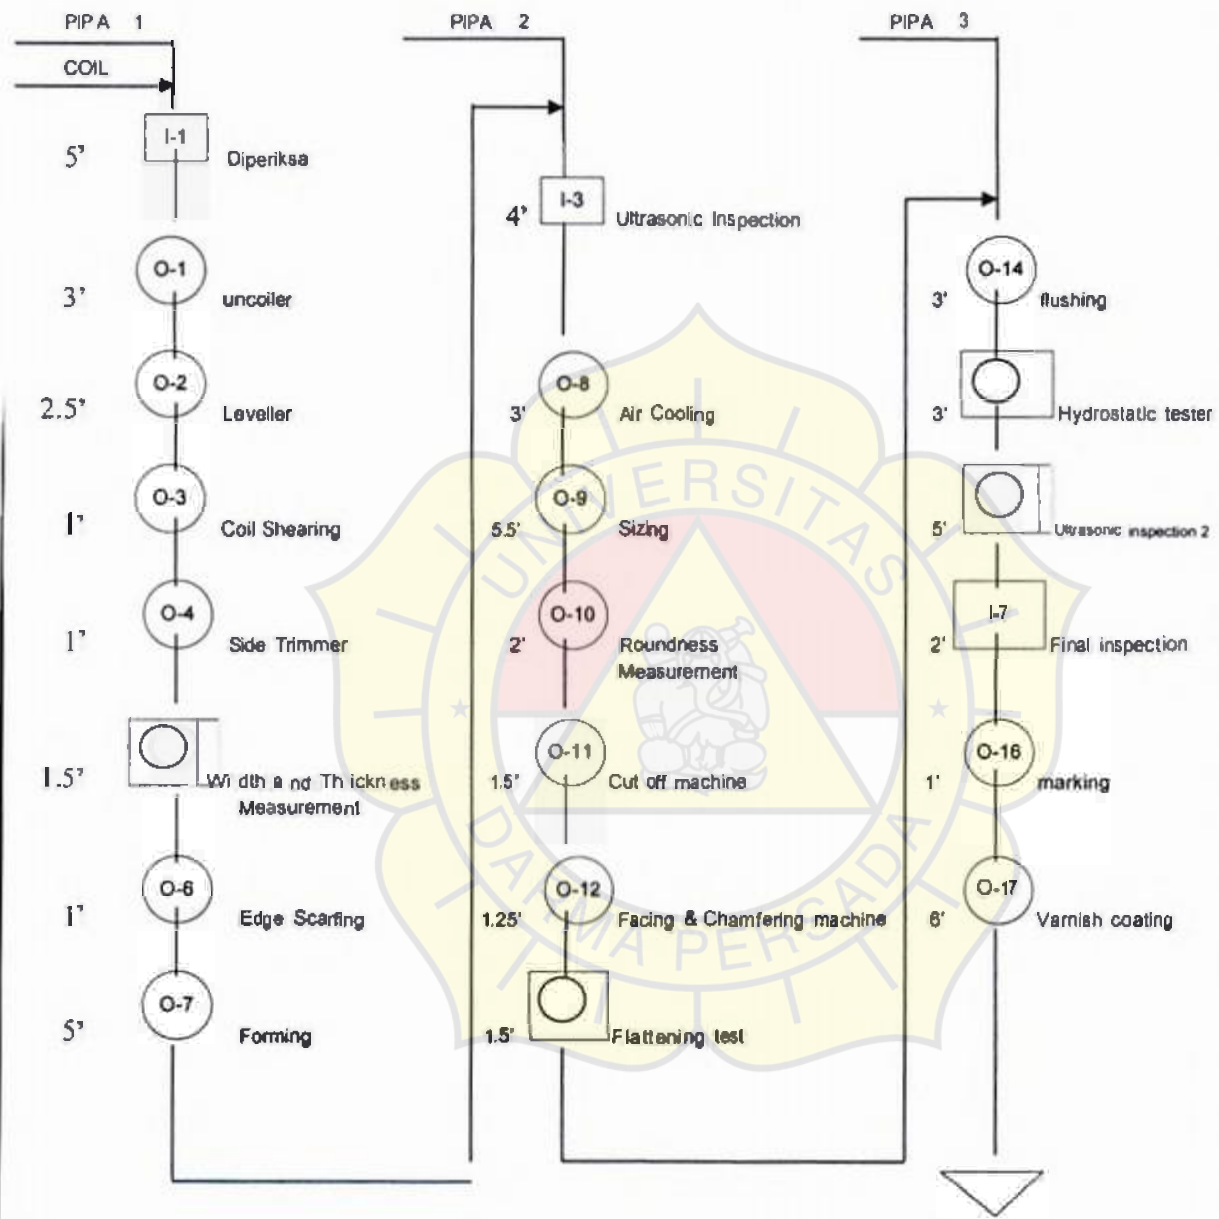 PIPA 1
COIL
I-1
5' Diperiksa
O-1
3' uncoiler
O-2
2.5' Leveller
O-3
1' Coil Shearing
O-4
1' Side Trimmer
1.5' Width and Thickness
Measurement
O-6
1' Edge Scarfing
O-7
5' Forming
PIPA 2
I-3
4' Ultrasonic Inspection
O-8
3' Air Cooling
O-9
5.5' Sizing
O-10
2' Roundness
Measurement
O-11
1.5' Cut off machine
O-12
1.25' Facing & Chamfering machine
1.5' Flattening test
PIPA 3
O-14
3' flushing
3' Hydrostatic tester
5' Ultrasonic inspection 2
I-7
2' Final inspection
O-16
1' marking
O-17
6' Varnish coating
UNIVERSITAS
DARMA PERSADA